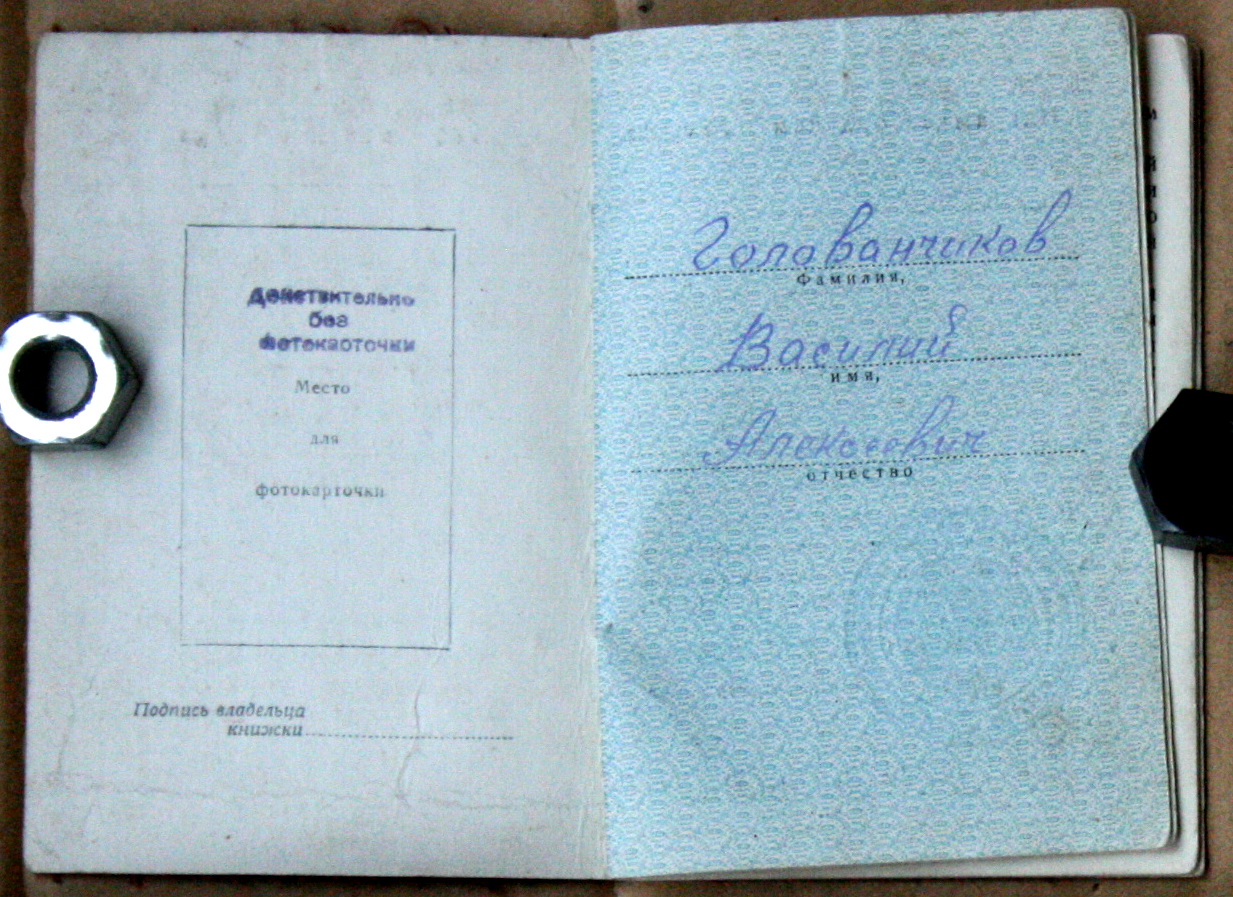 Действительно
без
фотокарточки
Место
для
фотокарточки
Подпись владельца
книжки
Голованчиков
Фамилия,
Василий
имя,
Алексеевич
отчество